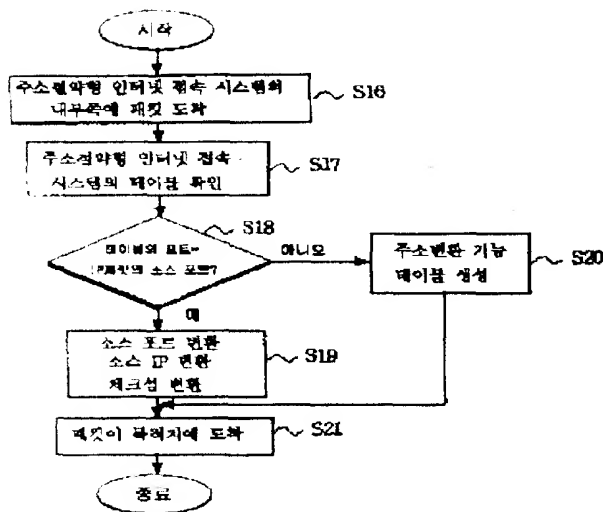 시작
주소절약형 인터넷 접속 시스템의
내부쪽에 패킷 도착
S16
주소절약형 인터넷 접속
시스템의 테이블 확인
S17
S18
테이블의 포트=
IP패킷의 소스 포트?
아니오
주소변환 기능
테이블 생성
S20
예
소스 포트 변환
소스 IP 변환
체크섬 변환
S19
패킷이 목적지에 도착
S21
종료